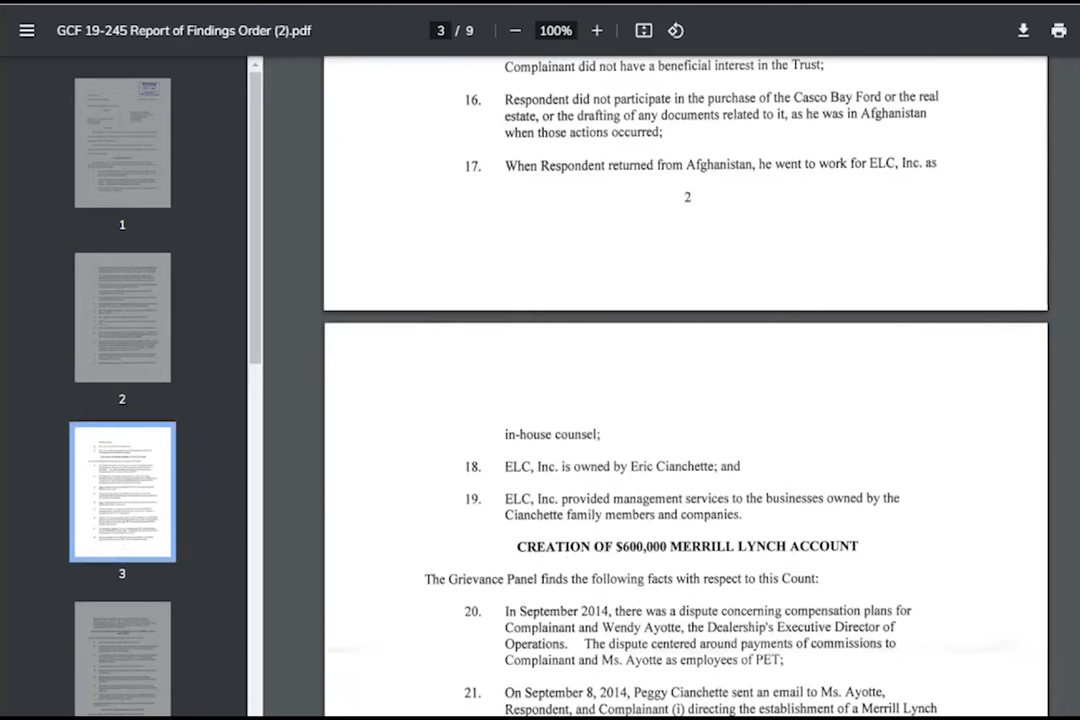 GCF 19-245 Report of Findings Order (2).pdf
3 / 9
100%
1
2
3
Complainant did not have a beneficial interest in the Trust;
16. Respondent did not participate in the purchase of the Casco Bay Ford or the real
estate, or the drafting of any documents related to it, as he was in Afghanistan
when those actions occurred;
17. When Respondent returned from Afghanistan, he went to work for ELC, Inc. as
2
in-house counsel;
18. ELC, Inc. is owned by Eric Cianchette; and
19. ELC, Inc. provided management services to the businesses owned by the
Cianchette family members and companies.
CREATION OF $600,000 MERRILL LYNCH ACCOUNT
The Grievance Panel finds the following facts with respect to this Count:
20. In September 2014, there was a dispute concerning compensation plans for
Complainant and Wendy Ayotte, the Dealership's Executive Director of
Operations. The dispute centered around payments of commissions to
Complainant and Ms. Ayotte as employees of PET;
21. On September 8, 2014, Peggy Cianchette sent an email to Ms. Ayotte,
Respondent, and Complainant (i) directing the establishment of a Merrill Lynch